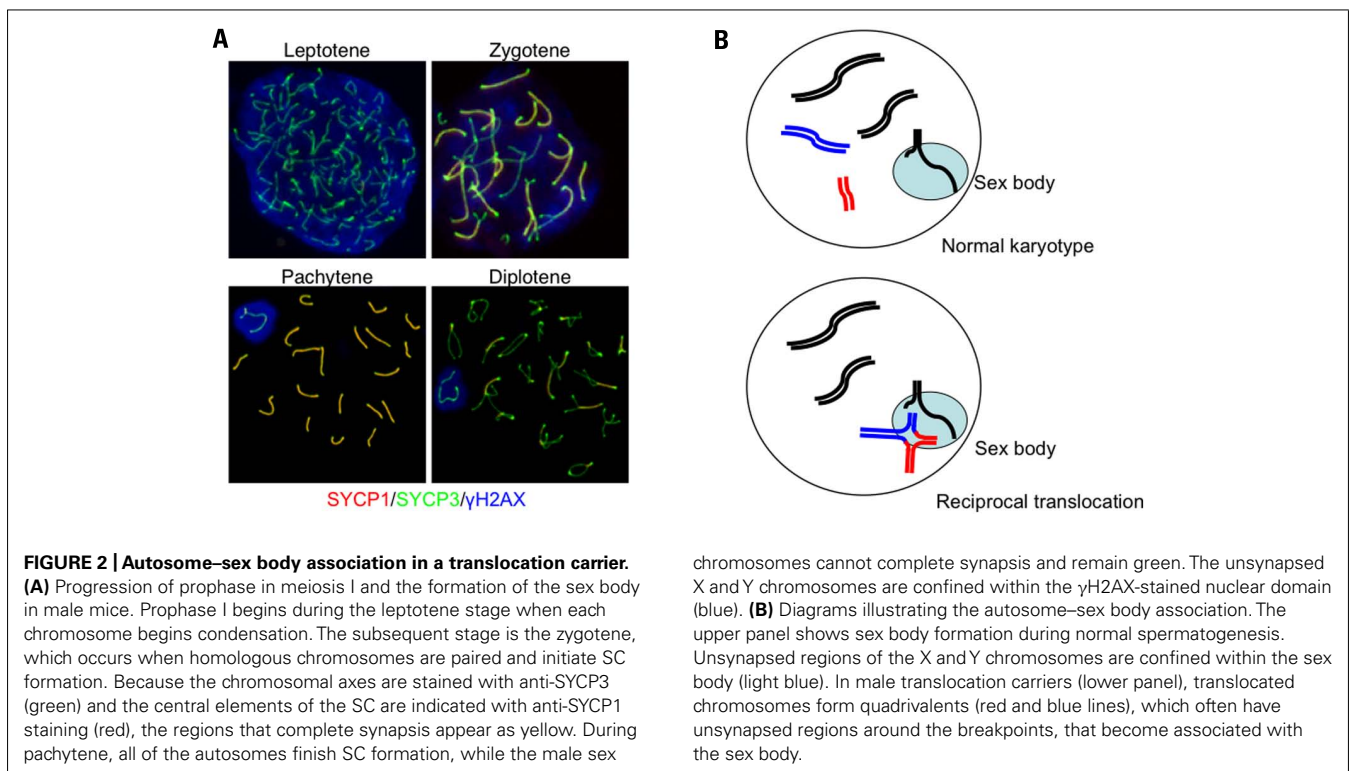 A
Leptotene
Zygotene
Pachytene
Diplotene
SYCP1/SYCP3/γH2AX
B
Sex body
Normal karyotype
Sex body
Reciprocal translocation
FIGURE 2 | Autosome–sex body association in a translocation carrier.
(A) Progression of prophase in meiosis I and the formation of the sex body
in male mice. Prophase I begins during the leptotene stage when each
chromosome begins condensation. The subsequent stage is the zygotene,
which occurs when homologous chromosomes are paired and initiate SC
formation. Because the chromosomal axes are stained with anti-SYCP3
(green) and the central elements of the SC are indicated with anti-SYCP1
staining (red), the regions that complete synapsis appear as yellow. During
pachytene, all of the autosomes finish SC formation, while the male sex
chromosomes cannot complete synapsis and remain green. The unsynapsed
X and Y chromosomes are confined within the γH2AX-stained nuclear domain
(blue). (B) Diagrams illustrating the autosome–sex body association. The
upper panel shows sex body formation during normal spermatogenesis.
Unsynapsed regions of the X and Y chromosomes are confined within the sex
body (light blue). In male translocation carriers (lower panel), translocated
chromosomes form quadrivalents (red and blue lines), which often have
unsynapsed regions around the breakpoints, that become associated with
the sex body.